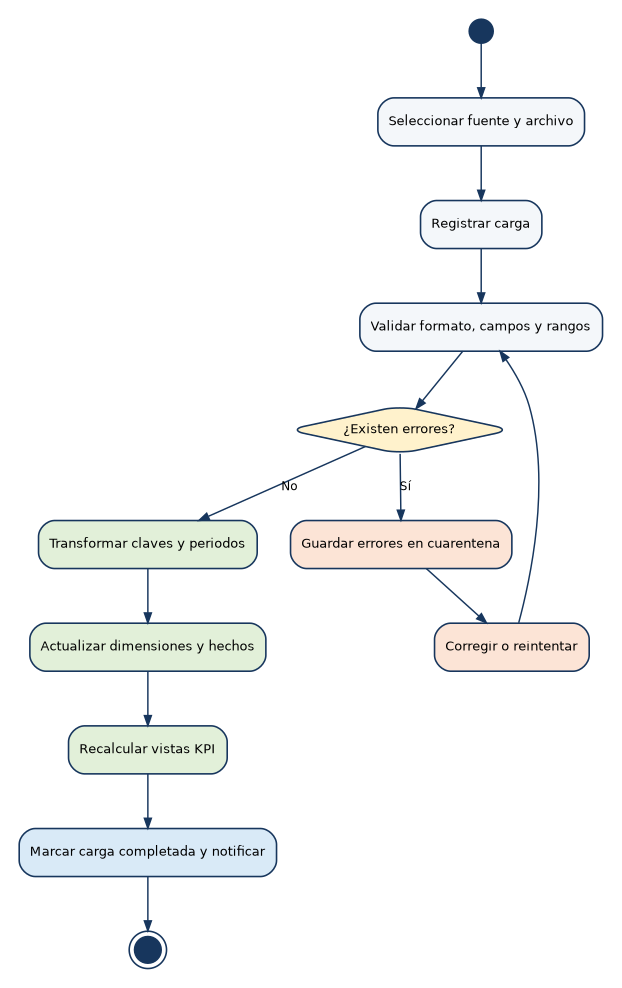 Seleccionar fuente y archivo
Registrar carga
Validar formato, campos y rangos
¿Existen errores?
No
Sí
Transformar claves y periodos
Guardar errores en cuarentena
Actualizar dimensiones y hechos
Corregir o reintentar
Recalcular vistas KPI
Marcar carga completada y notificar